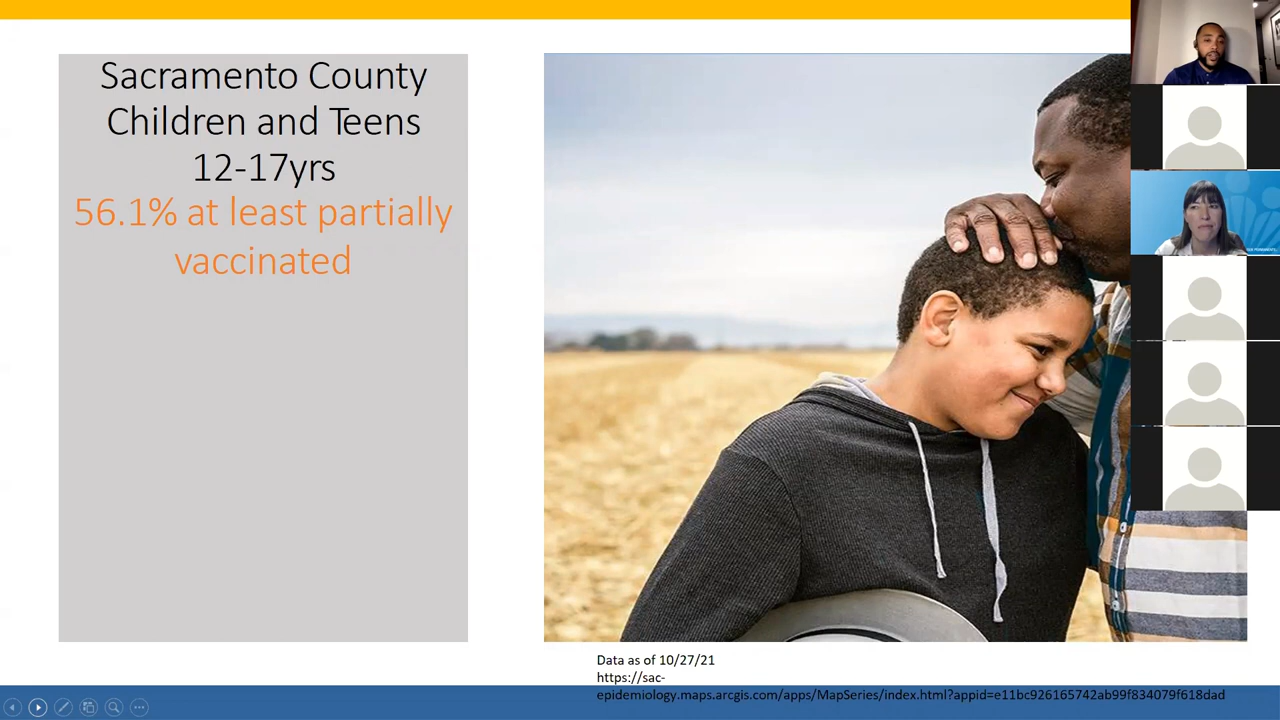 Sacramento County
Children and Teens
12-17yrs
56.1% at least partially
vaccinated
Data as of 10/27/21
https://sac-
epidemiology.maps.arcgis.com/apps/MapSeries/index.html?appid=e11bc926165742ab99f834079f618dad